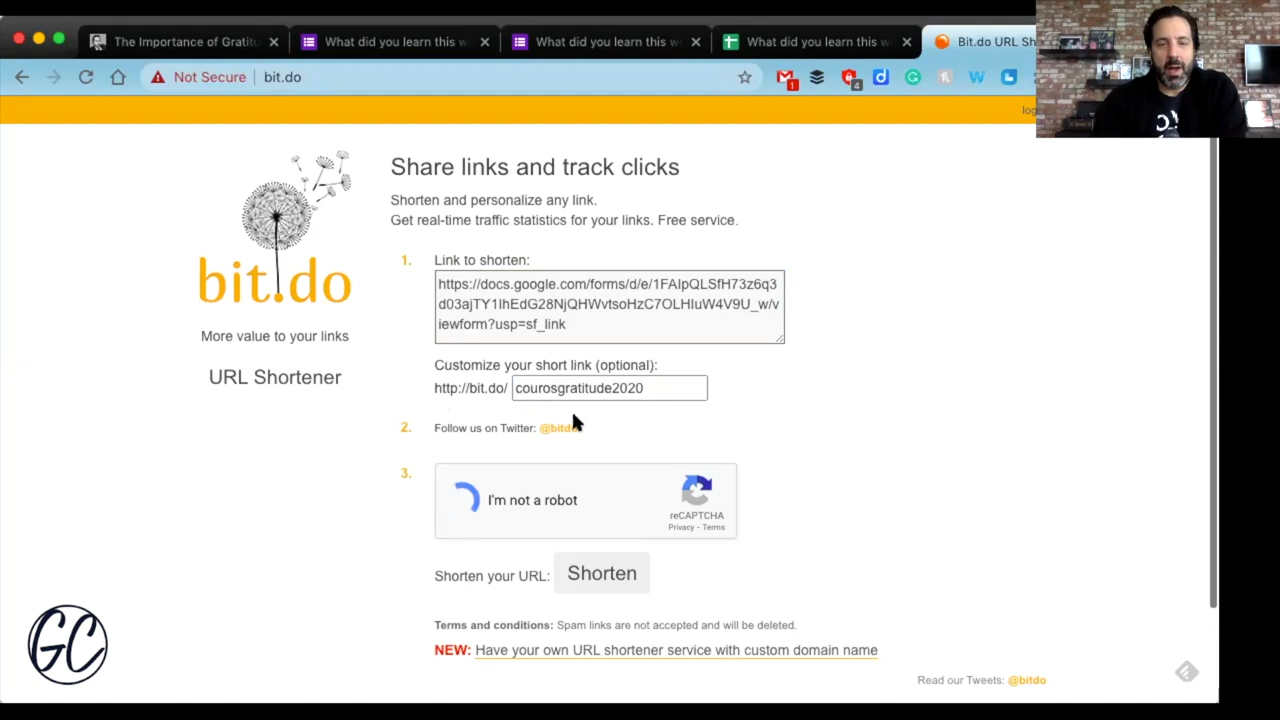 The Importance of Gratit
What did you learn this w
What did you learn this w
What did you learn this w
Bit.do URL Sh
Not Secure
bit.do
1
4
log
Share links and track clicks
Shorten and personalize any link.
Get real-time traffic statistics for your links. Free service.
bit.do
More value to your links
URL Shortener
1. Link to shorten:
https://docs.google.com/forms/d/e/1FAIpQLSfH73z6q3
d03ajTY1lhEdG28NjQHWvtsoHzC7OLHluW4V9U_w/v
iewform?usp=sf_link
Customize your short link (optional):
http://bit.do/ courosgratitude2020
2. Follow us on Twitter: @bitdo
3. I'm not a robot
reCAPTCHA
Privacy - Terms
Shorten your URL: Shorten
Terms and conditions: Spam links are not accepted and will be deleted.
NEW: Have your own URL shortener service with custom domain name
Read our Tweets: @bitdo
GC